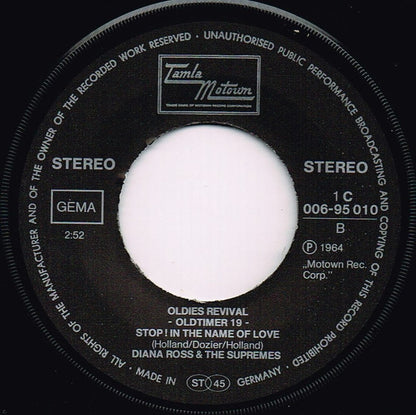 ALL RIGHTS OF THE MANUFACTURER AND OF THE OWNER OF THE RECORDED WORK RESERVED · UNAUTHORISED PUBLIC PERFORMANCE BROADCASTING AND COPYING OF THIS RECORD PROHIBITED
Tamla
Motown
TRADE MARK OF MOTOWN RECORD CORPORATION
STEREO
STEREO
GEMA
2:52
1 C
006-95 010
B
Ⓟ 1964
„Motown Rec.
Corp."
OLDIES REVIVAL
- OLDTIMER 19 -
STOP! IN THE NAME OF LOVE
(Holland/Dozier/Holland)
DIANA ROSS & THE SUPREMES
MADE IN ST 45 GERMANY